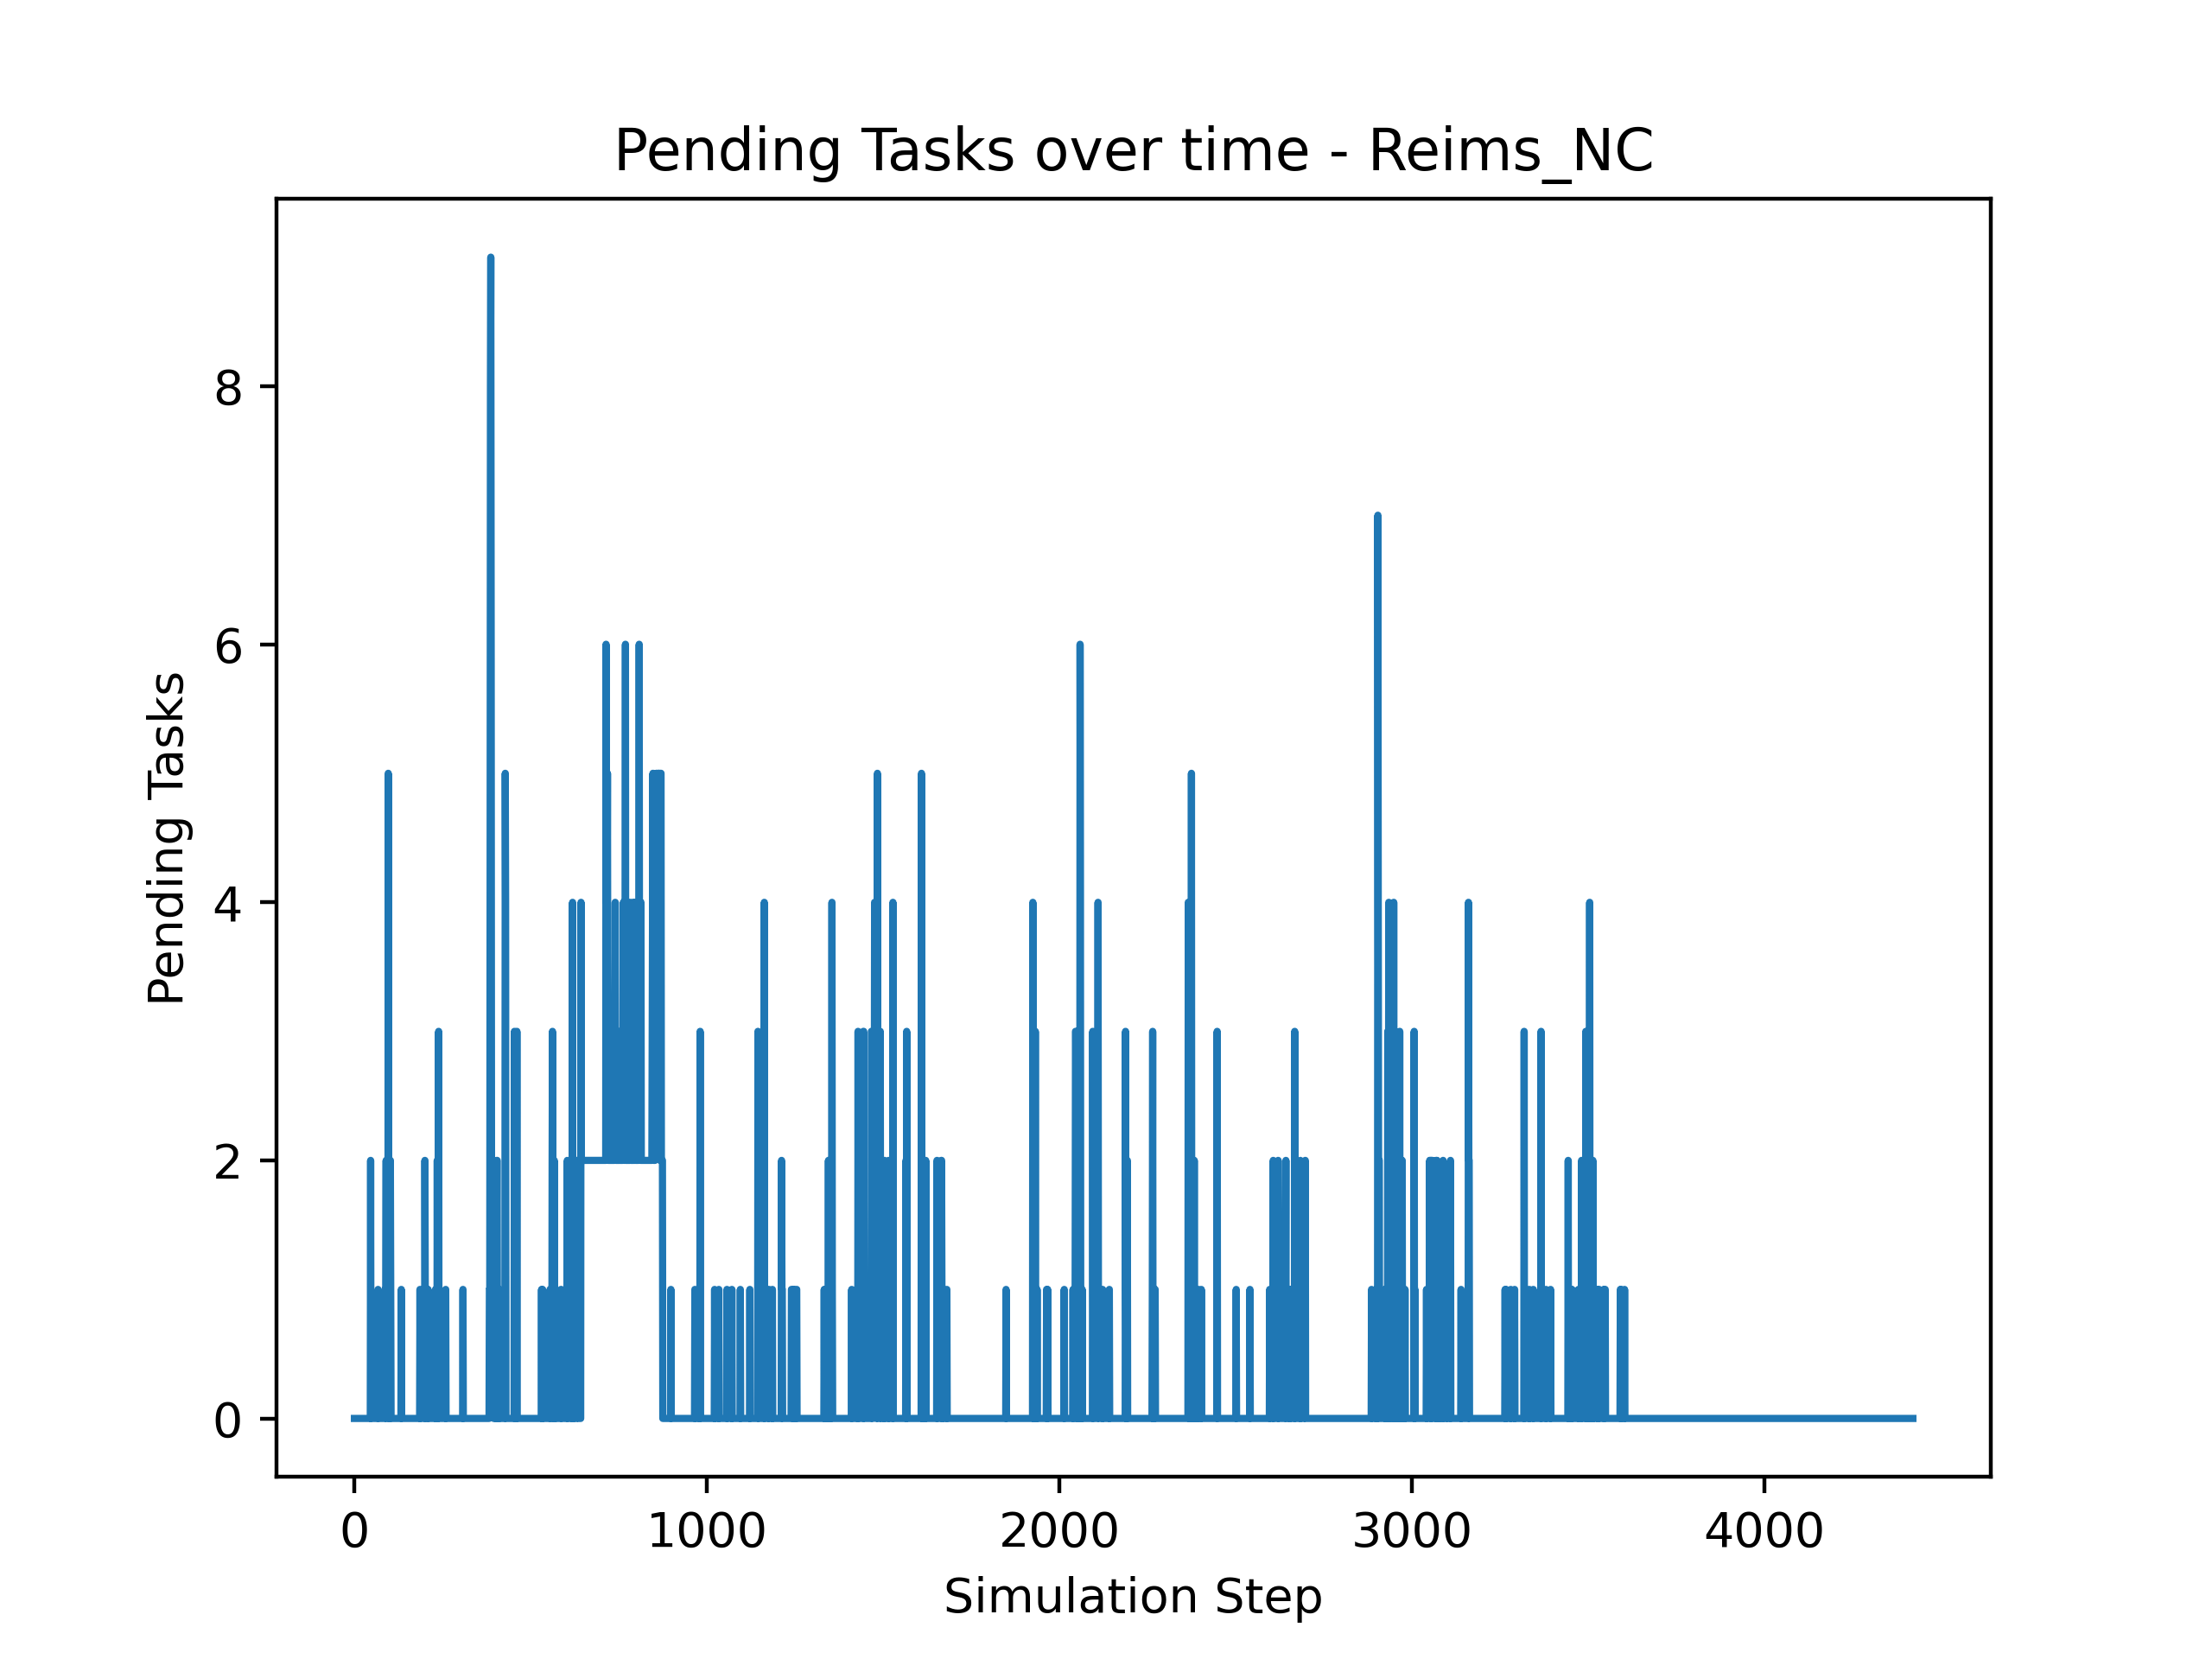 Pending Tasks over time - Reims_NC
Pending Tasks
8
6
4
2
0
0 1000 2000 3000 4000
Simulation Step